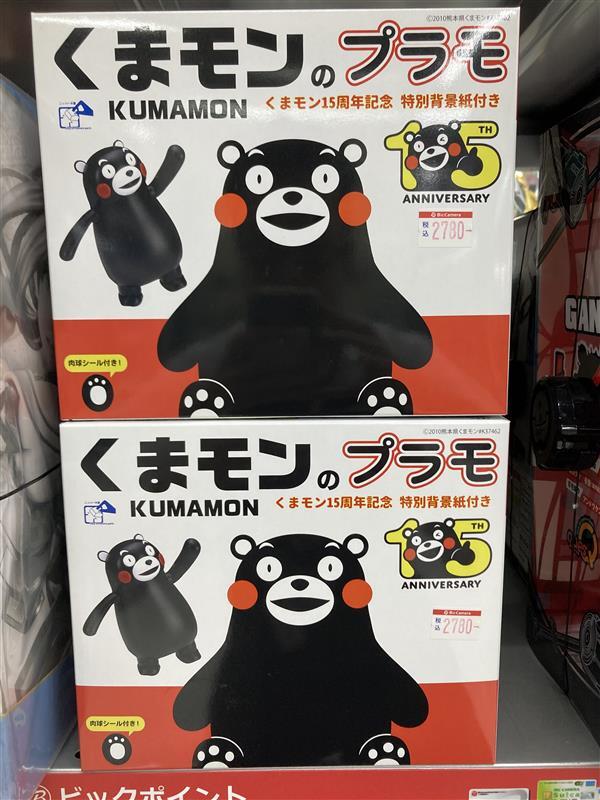 ©2010熊本県くまモン
くまモンのプラモ
KUMAMON
くまモン15周年記念 特別背景紙付き
15TH
ANNIVERSARY
BicCamera
税込 2780-
肉球シール付き!
©2010熊本県くまモン#K37462
くまモンのプラモ
KUMAMON
くまモン15周年記念 特別背景紙付き
15TH
ANNIVERSARY
BicCamera
税込 2780-
肉球シール付き!
GAN
ビックポイント
Suica